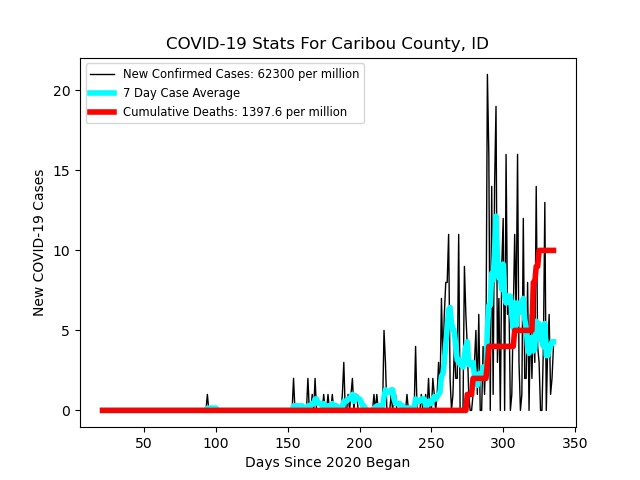 COVID-19 Stats For Caribou County, ID
New Confirmed Cases: 62300 per million
7 Day Case Average
Cumulative Deaths: 1397.6 per million
New COVID-19 Cases
20
15
10
5
0
50
100
150
200
250
300
350
Days Since 2020 Began